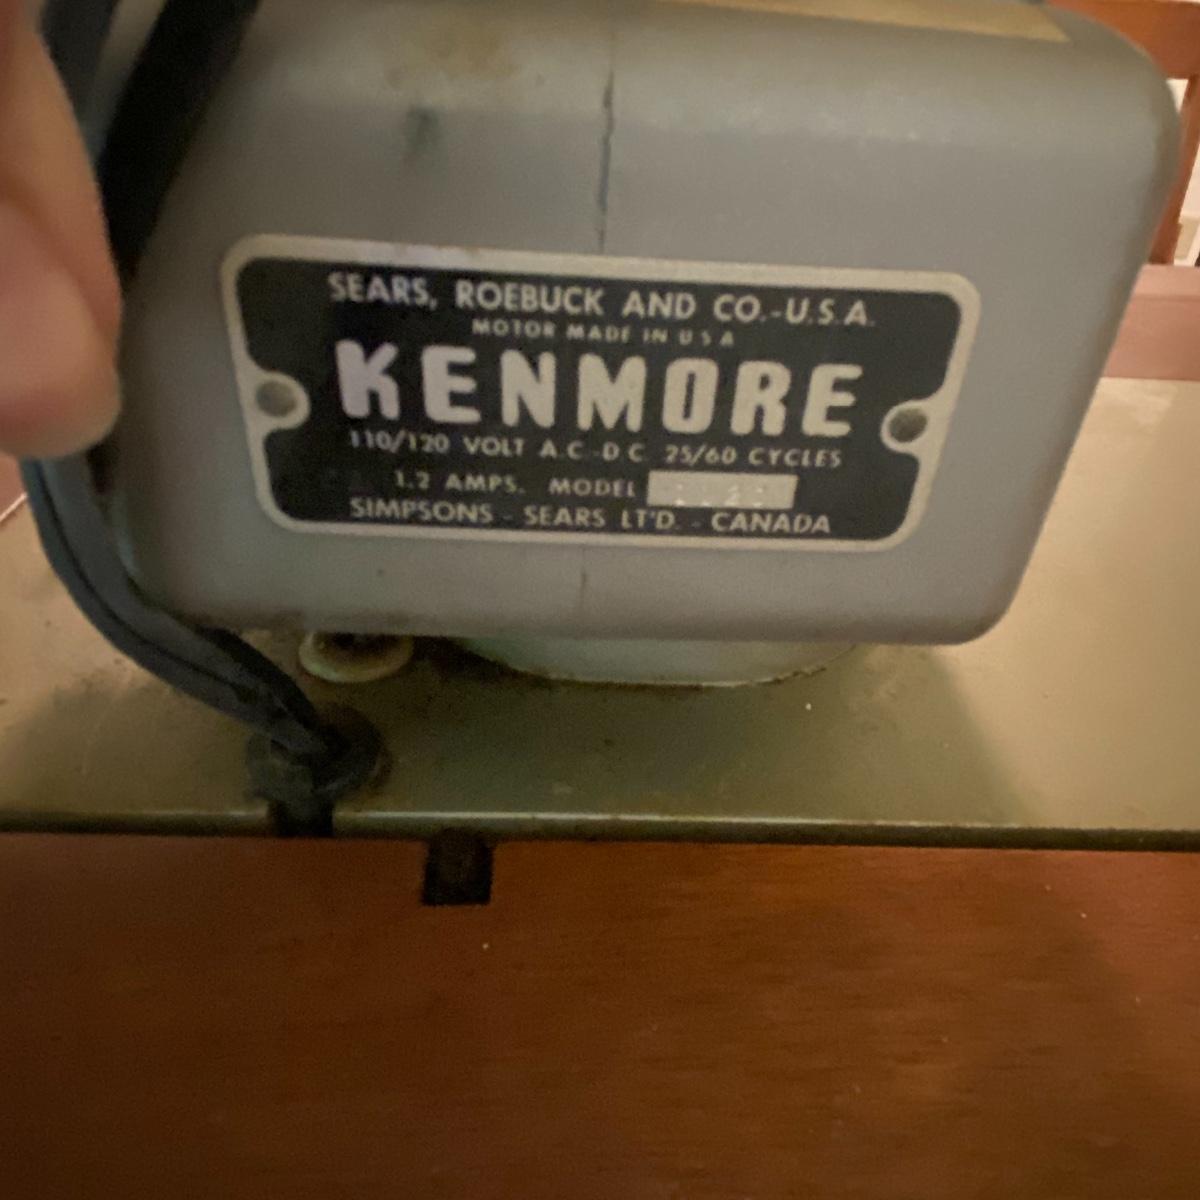 SEARS, ROEBUCK AND CO.-U.S.A.
MOTOR MADE IN U S A
KENMORE
110/120 VOLT A.C.-D C. 25/60 CYCLES
1.2 AMPS. MODEL
SIMPSONS - SEARS LT'D. - CANADA